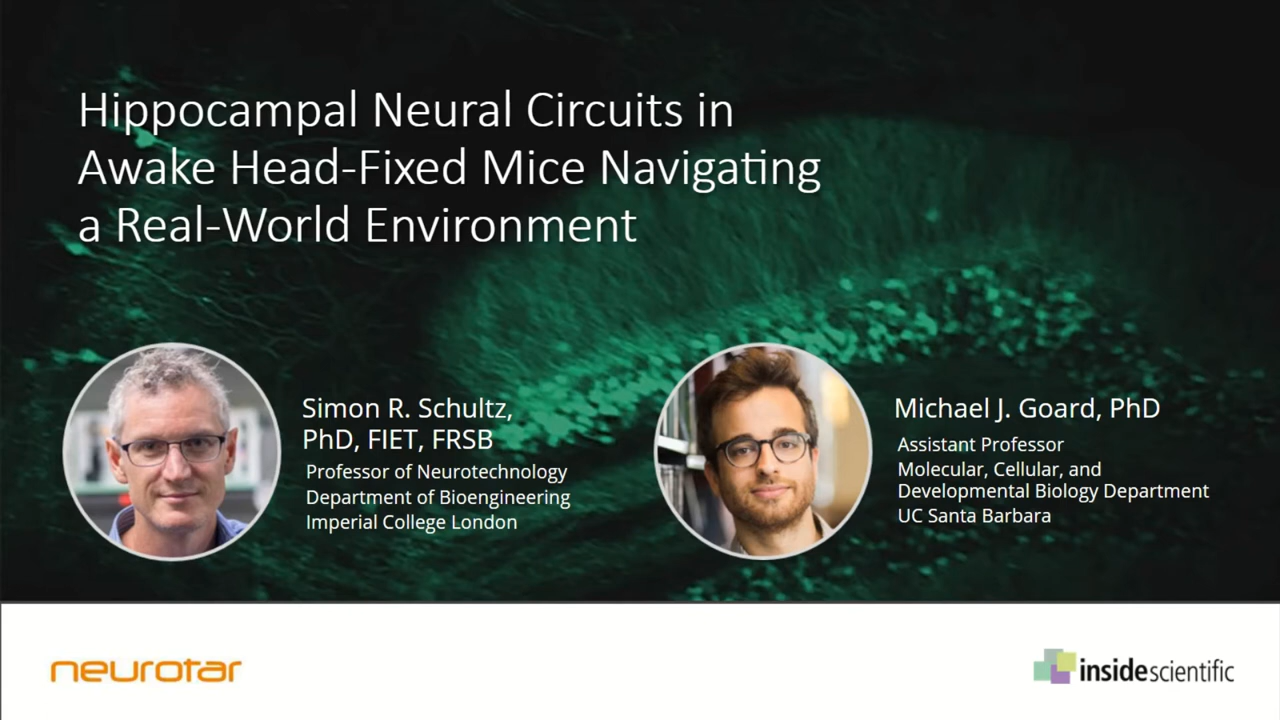 Hippocampal Neural Circuits in
Awake Head-Fixed Mice Navigating
a Real-World Environment
Simon R. Schultz,
PhD, FIET, FRSB
Professor of Neurotechnology
Department of Bioengineering
Imperial College London
Michael J. Goard, PhD
Assistant Professor
Molecular, Cellular, and
Developmental Biology Department
UC Santa Barbara
neurotar
insidescientific